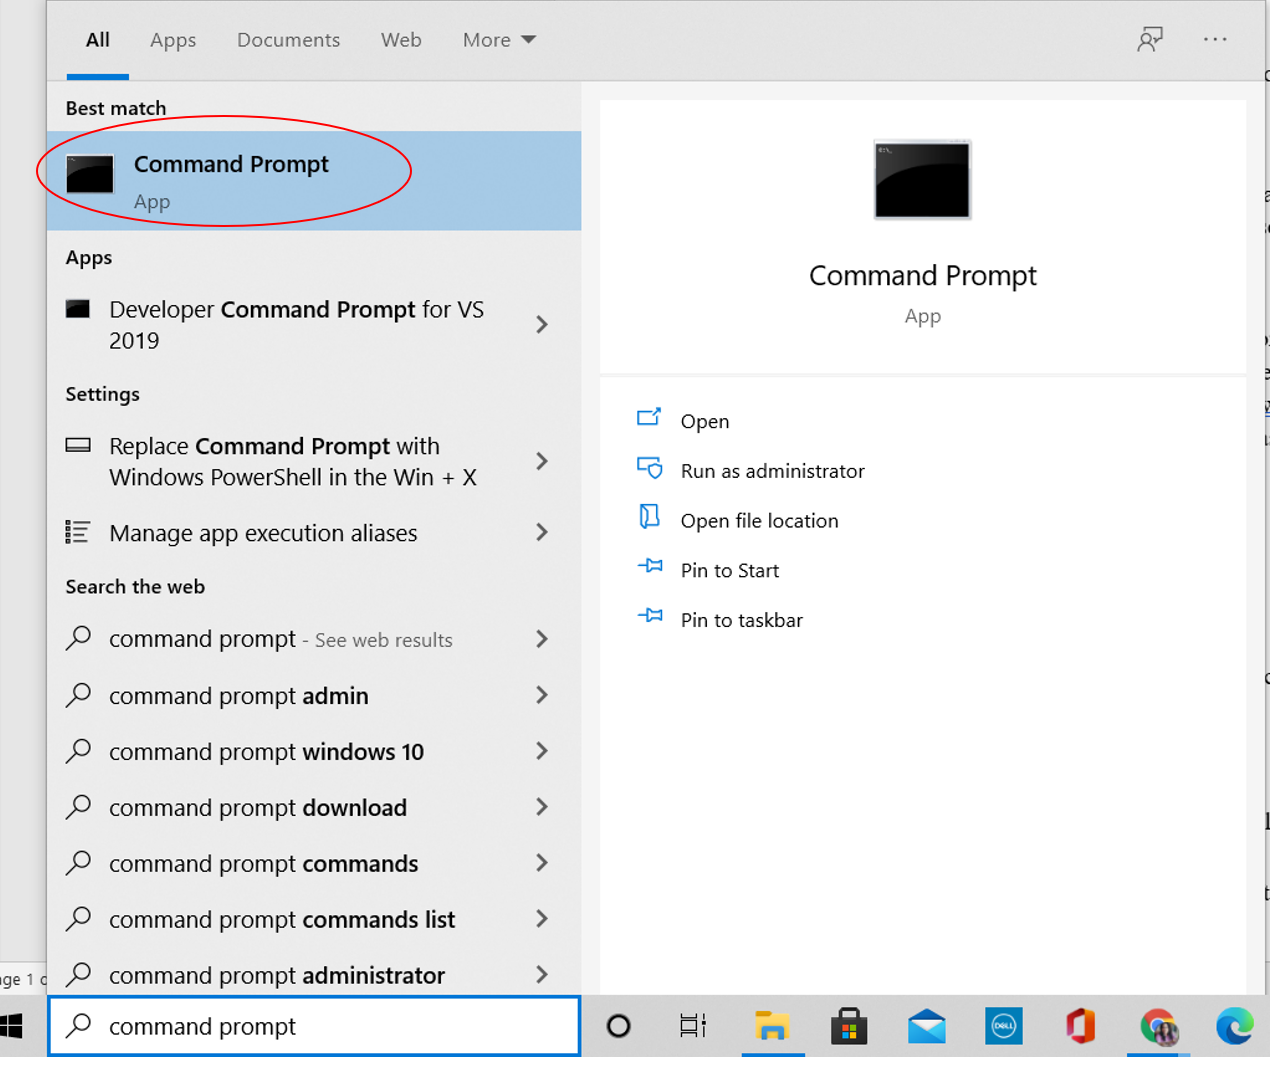 All
Apps
Documents
Web
More
Best match
Command Prompt
App
Apps
Developer Command Prompt for VS
2019
Settings
Replace Command Prompt with
Windows PowerShell in the Win + X
Manage app execution aliases
Search the web
command prompt - See web results
command prompt admin
command prompt windows 10
command prompt download
command prompt commands
command prompt commands list
command prompt administrator
Command Prompt
App
Open
Run as administrator
Open file location
Pin to Start
Pin to taskbar
command prompt
DELL